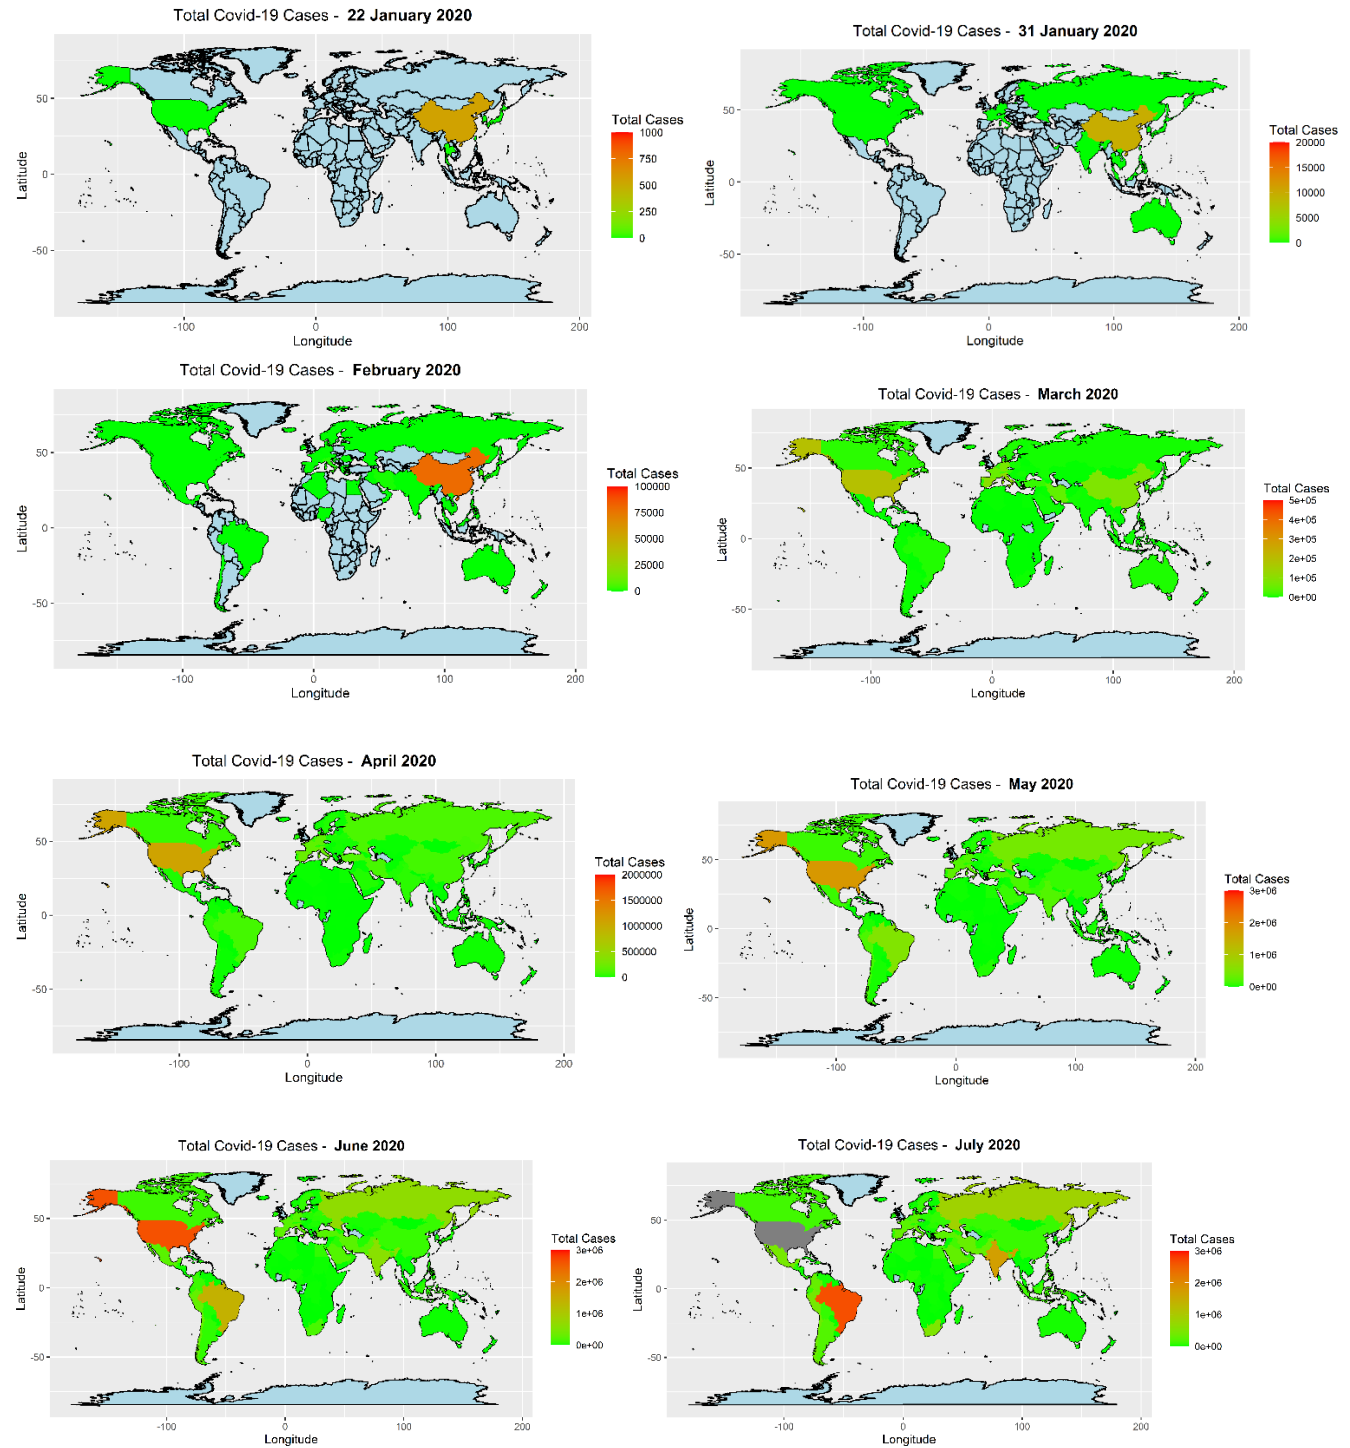 Total Covid-19 Cases - 22 January 2020
Latitude
50
0
-50
-100
0
100
200
Longitude
Total Cases
1000
750
500
250
0
Total Covid-19 Cases - 31 January 2020
Latitude
50
0
-50
-100
0
100
200
Longitude
Total Cases
20000
15000
10000
5000
0
Total Covid-19 Cases - February 2020
Latitude
50
0
-50
-100
0
100
200
Longitude
Total Cases
100000
75000
50000
25000
0
Total Covid-19 Cases - March 2020
Latitude
50
0
-50
-100
0
100
200
Longitude
Total Cases
5e+05
4e+05
3e+05
2e+05
1e+05
0e+00
Total Covid-19 Cases - April 2020
Latitude
50
0
-50
-100
0
100
200
Longitude
Total Cases
2000000
1500000
1000000
500000
0
Total Covid-19 Cases - May 2020
Latitude
50
0
-50
-100
0
100
200
Longitude
Total Cases
3e+06
2e+06
1e+06
0e+00
Total Covid-19 Cases - June 2020
Latitude
50
0
-50
-100
0
100
200
Longitude
Total Cases
3e+06
2e+06
1e+06
0e+00
Total Covid-19 Cases - July 2020
Latitude
50
0
-50
-100
0
100
200
Longitude
Total Cases
3e+06
2e+06
1e+06
0e+00